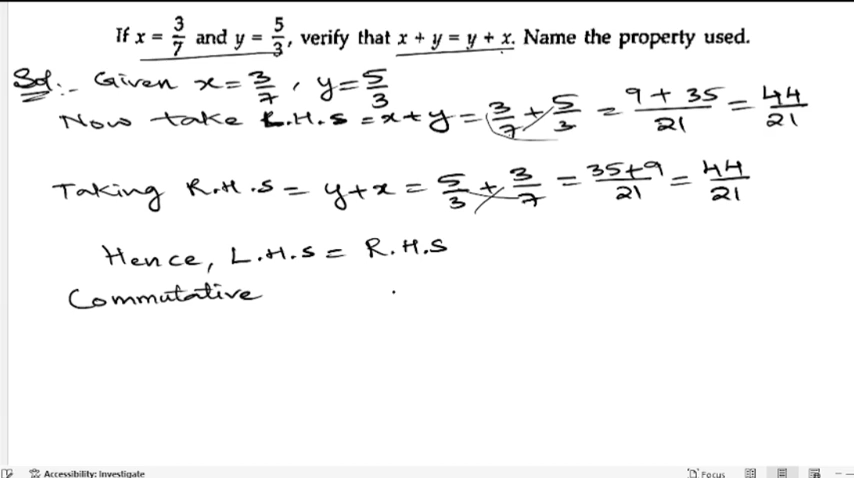 If x = 3/7 and y = 5/3, verify that x + y = y + x. Name the property used.
Sol:- Given x = 3/7, y = 5/3
Now take L.H.S = x + y = 3/7 + 5/3 = 9 + 35/21 = 44/21
Taking R.H.S = y + x = 5/3 + 3/7 = 35+9/21 = 44/21
Hence, L.H.S = R.H.S
Commutative
Accessibility: Investigate
Focus